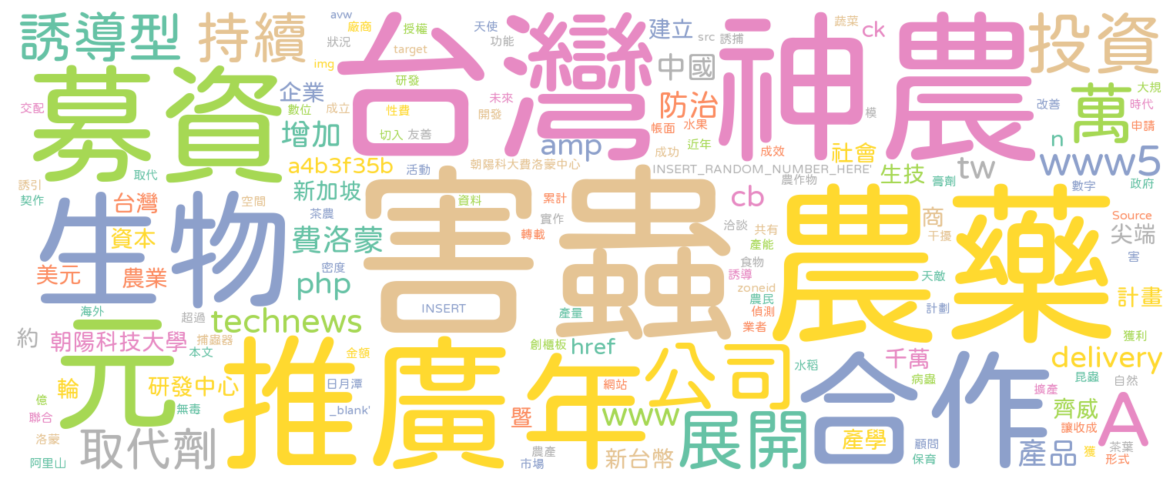 誘導型
持續
avw
廠商
授權
狀況
img
target
研發
台灣神農
天使
功能
建立
src
誘捕
中國
蔬菜
ck
投資
募資
企業
數位
成立
性費
增加
切入
友善
未來
開發
amp
防治
帳面
水果
成功
近年
成效
社會
改善
萬
大規
時代
申請
n
www5
交配
取代
a4b3f35b
活動
朝陽科大費洛蒙中心
INSERT_RANDOM_NUMBER_HERE'
農作物
模
生技
膏劑
tw
數字
政府
誘引
契作
台灣
空間
新加坡
茶農
資料
害蟲
累計
實作
轉載
cb
洽談
共有
產能
農藥
商
干擾
Source
尖端
害
生物
資本
費洛蒙
美元
農業
密度
php
食物
誘導
zoneid
農民
偵測
業者
天敵
計劃
計畫
海外
超過
technews
INSERT
產量
約
朝陽科技大學
捕蟲器
本文
創櫃板
href
獲利
元
金額
推廣年
公司
水稻
千萬
delivery
輪
研發中心
日月潭
網站
病蟲
昆蟲
自然
億
無毒
_blank'
www
合作
擴產
聯合
暨
齊威
A
讓收成
洛蒙
取代劑
展開
產學
顧問
獲
茶葉
阿里山
農產
市場
新台幣
保育
產品
形式